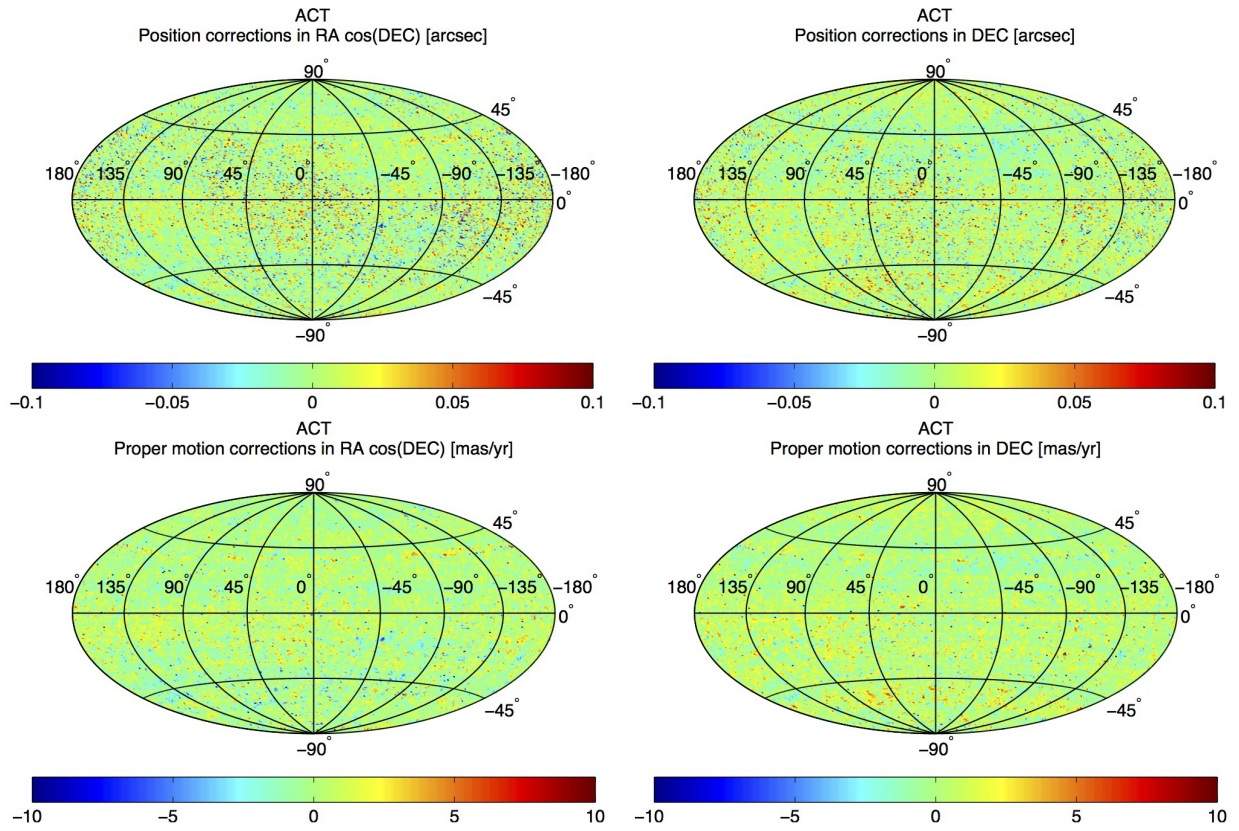 ACT
Position corrections in RA cos(DEC) [arcsec]
90°
45°
180° 135° 90° 45° 0° −45° −90° −135° −180°
0°
−45°
−90°
−0.1 −0.05 0 0.05 0.1
ACT
Position corrections in DEC [arcsec]
90°
45°
180° 135° 90° 45° 0° −45° −90° −135° −180°
0°
−45°
−90°
−0.1 −0.05 0 0.05 0.1
ACT
Proper motion corrections in RA cos(DEC) [mas/yr]
90°
45°
180° 135° 90° 45° 0° −45° −90° −135° −180°
0°
−45°
−90°
−10 −5 0 5 10
ACT
Proper motion corrections in DEC [mas/yr]
90°
45°
180° 135° 90° 45° 0° −45° −90° −135° −180°
0°
−45°
−90°
−10 −5 0 5 10